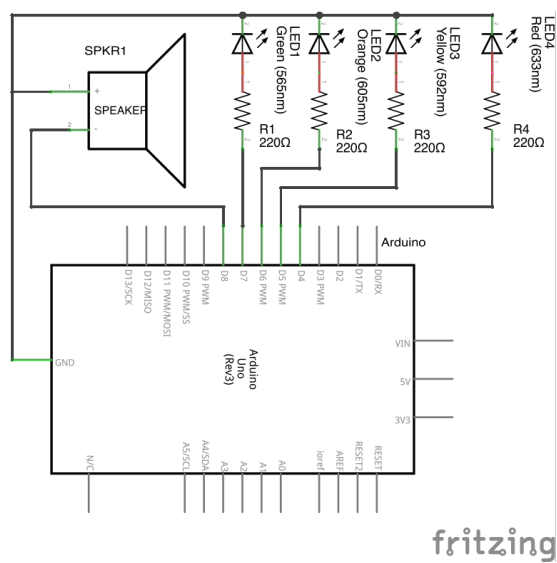 SPKR1
1
+
SPEAKER
2
-
LED1
Green (565nm)
LED2
Orange (605nm)
LED3
Yellow (592nm)
LED4
Red (633nm)
R1
220Ω
R2
220Ω
R3
220Ω
R4
220Ω
Arduino
D13/SCK
D12/MISO
D11 PWM/MOSI
D10 PWM/SS
D9 PWM
D8
D7
D6 PWM
D5 PWM
D4
D3 PWM
D2
D1/TX
D0/RX
Arduino
Uno
(Rev3)
GND
VIN
5V
3V3
N/C
A5/SCL
A4/SDA
A3
A2
A1
A0
ioref
AREF
RESET2
RESET
fritzing